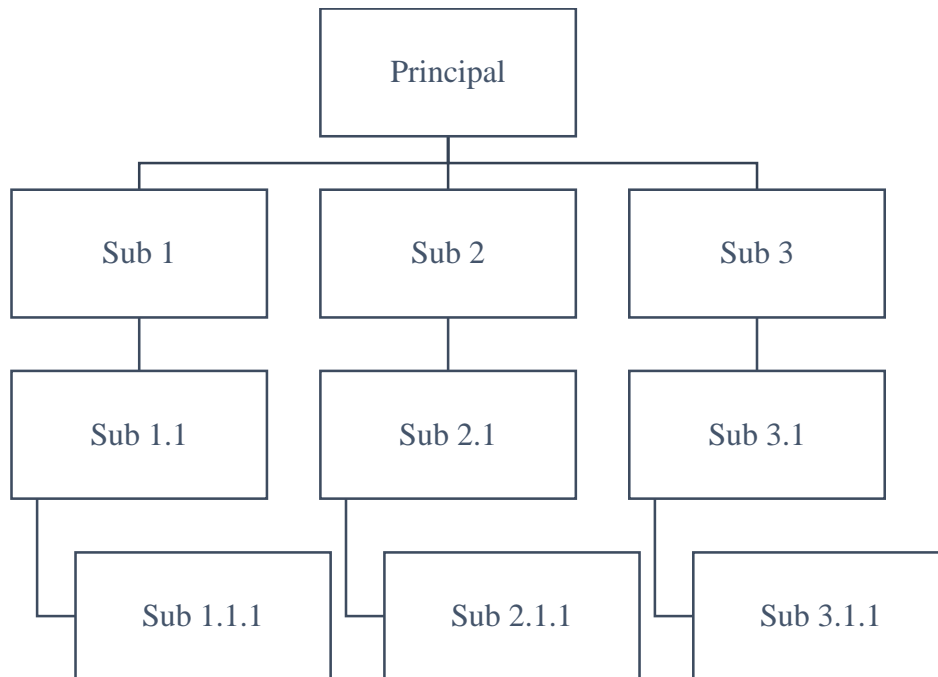 Principal
Sub 1
Sub 2
Sub 3
Sub 1.1
Sub 2.1
Sub 3.1
Sub 1.1.1
Sub 2.1.1
Sub 3.1.1